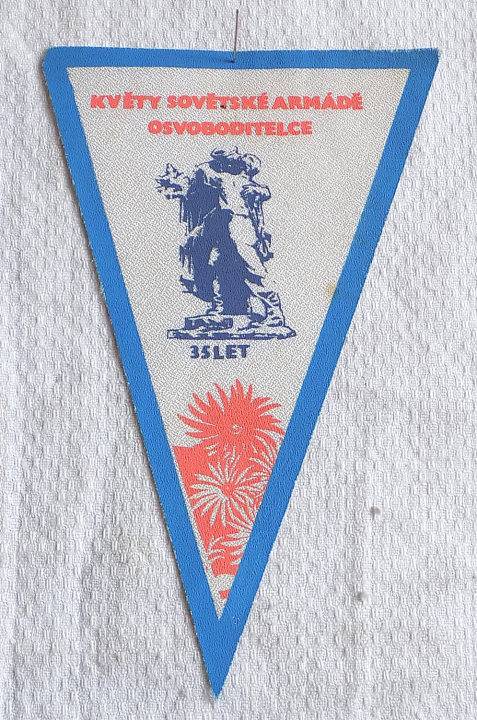 KVĚTY SOVĚTSKÉ ARMÁDĚ
OSVOBODITELCE
35 LET